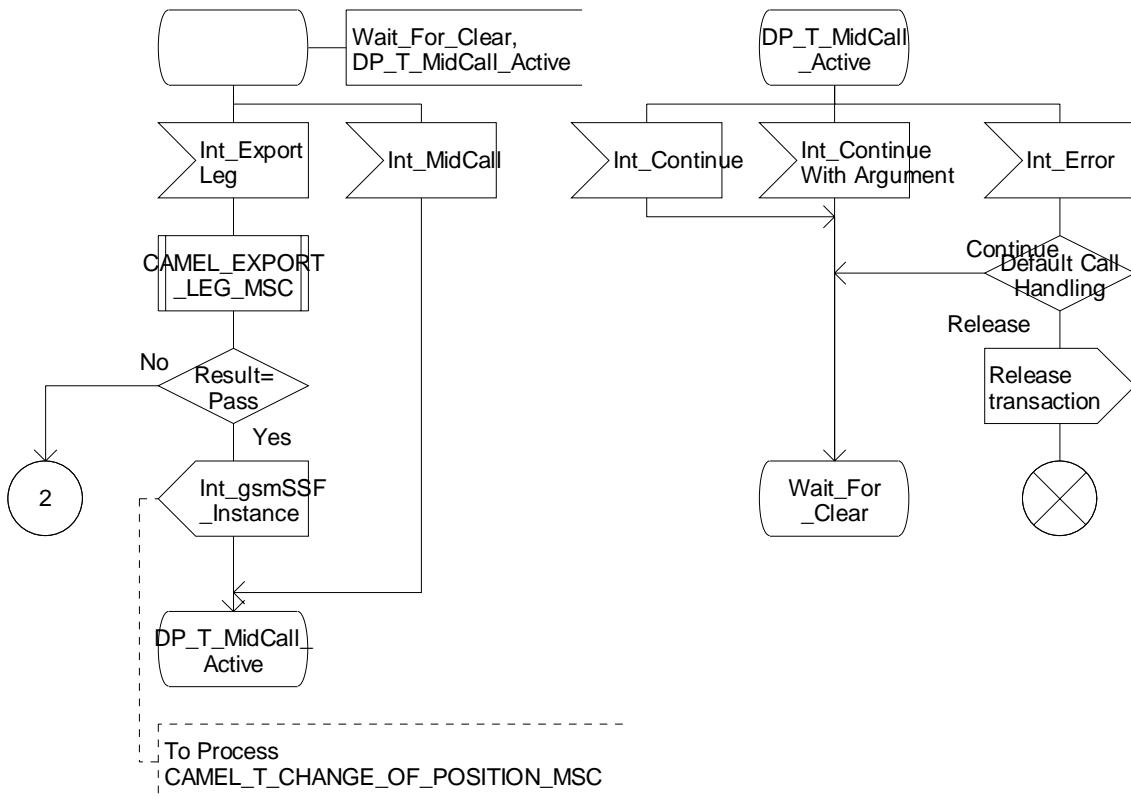 Wait_For_Clear,
DP_T_MidCall_Active
Int_Export
Leg
Int_MidCall
CAMEL_EXPORT
_LEG_MSC
No
Result=
Pass
Yes
2
Int_gsmSSF
_Instance
DP_T_MidCall_
Active
To Process
CAMEL_T_CHANGE_OF_POSITION_MSC
DP_T_MidCall
_Active
Int_Continue
Int_Continue
With Argument
Int_Error
Continue
Default Call
Handling
Release
Release
transaction
Wait_For
_Clear